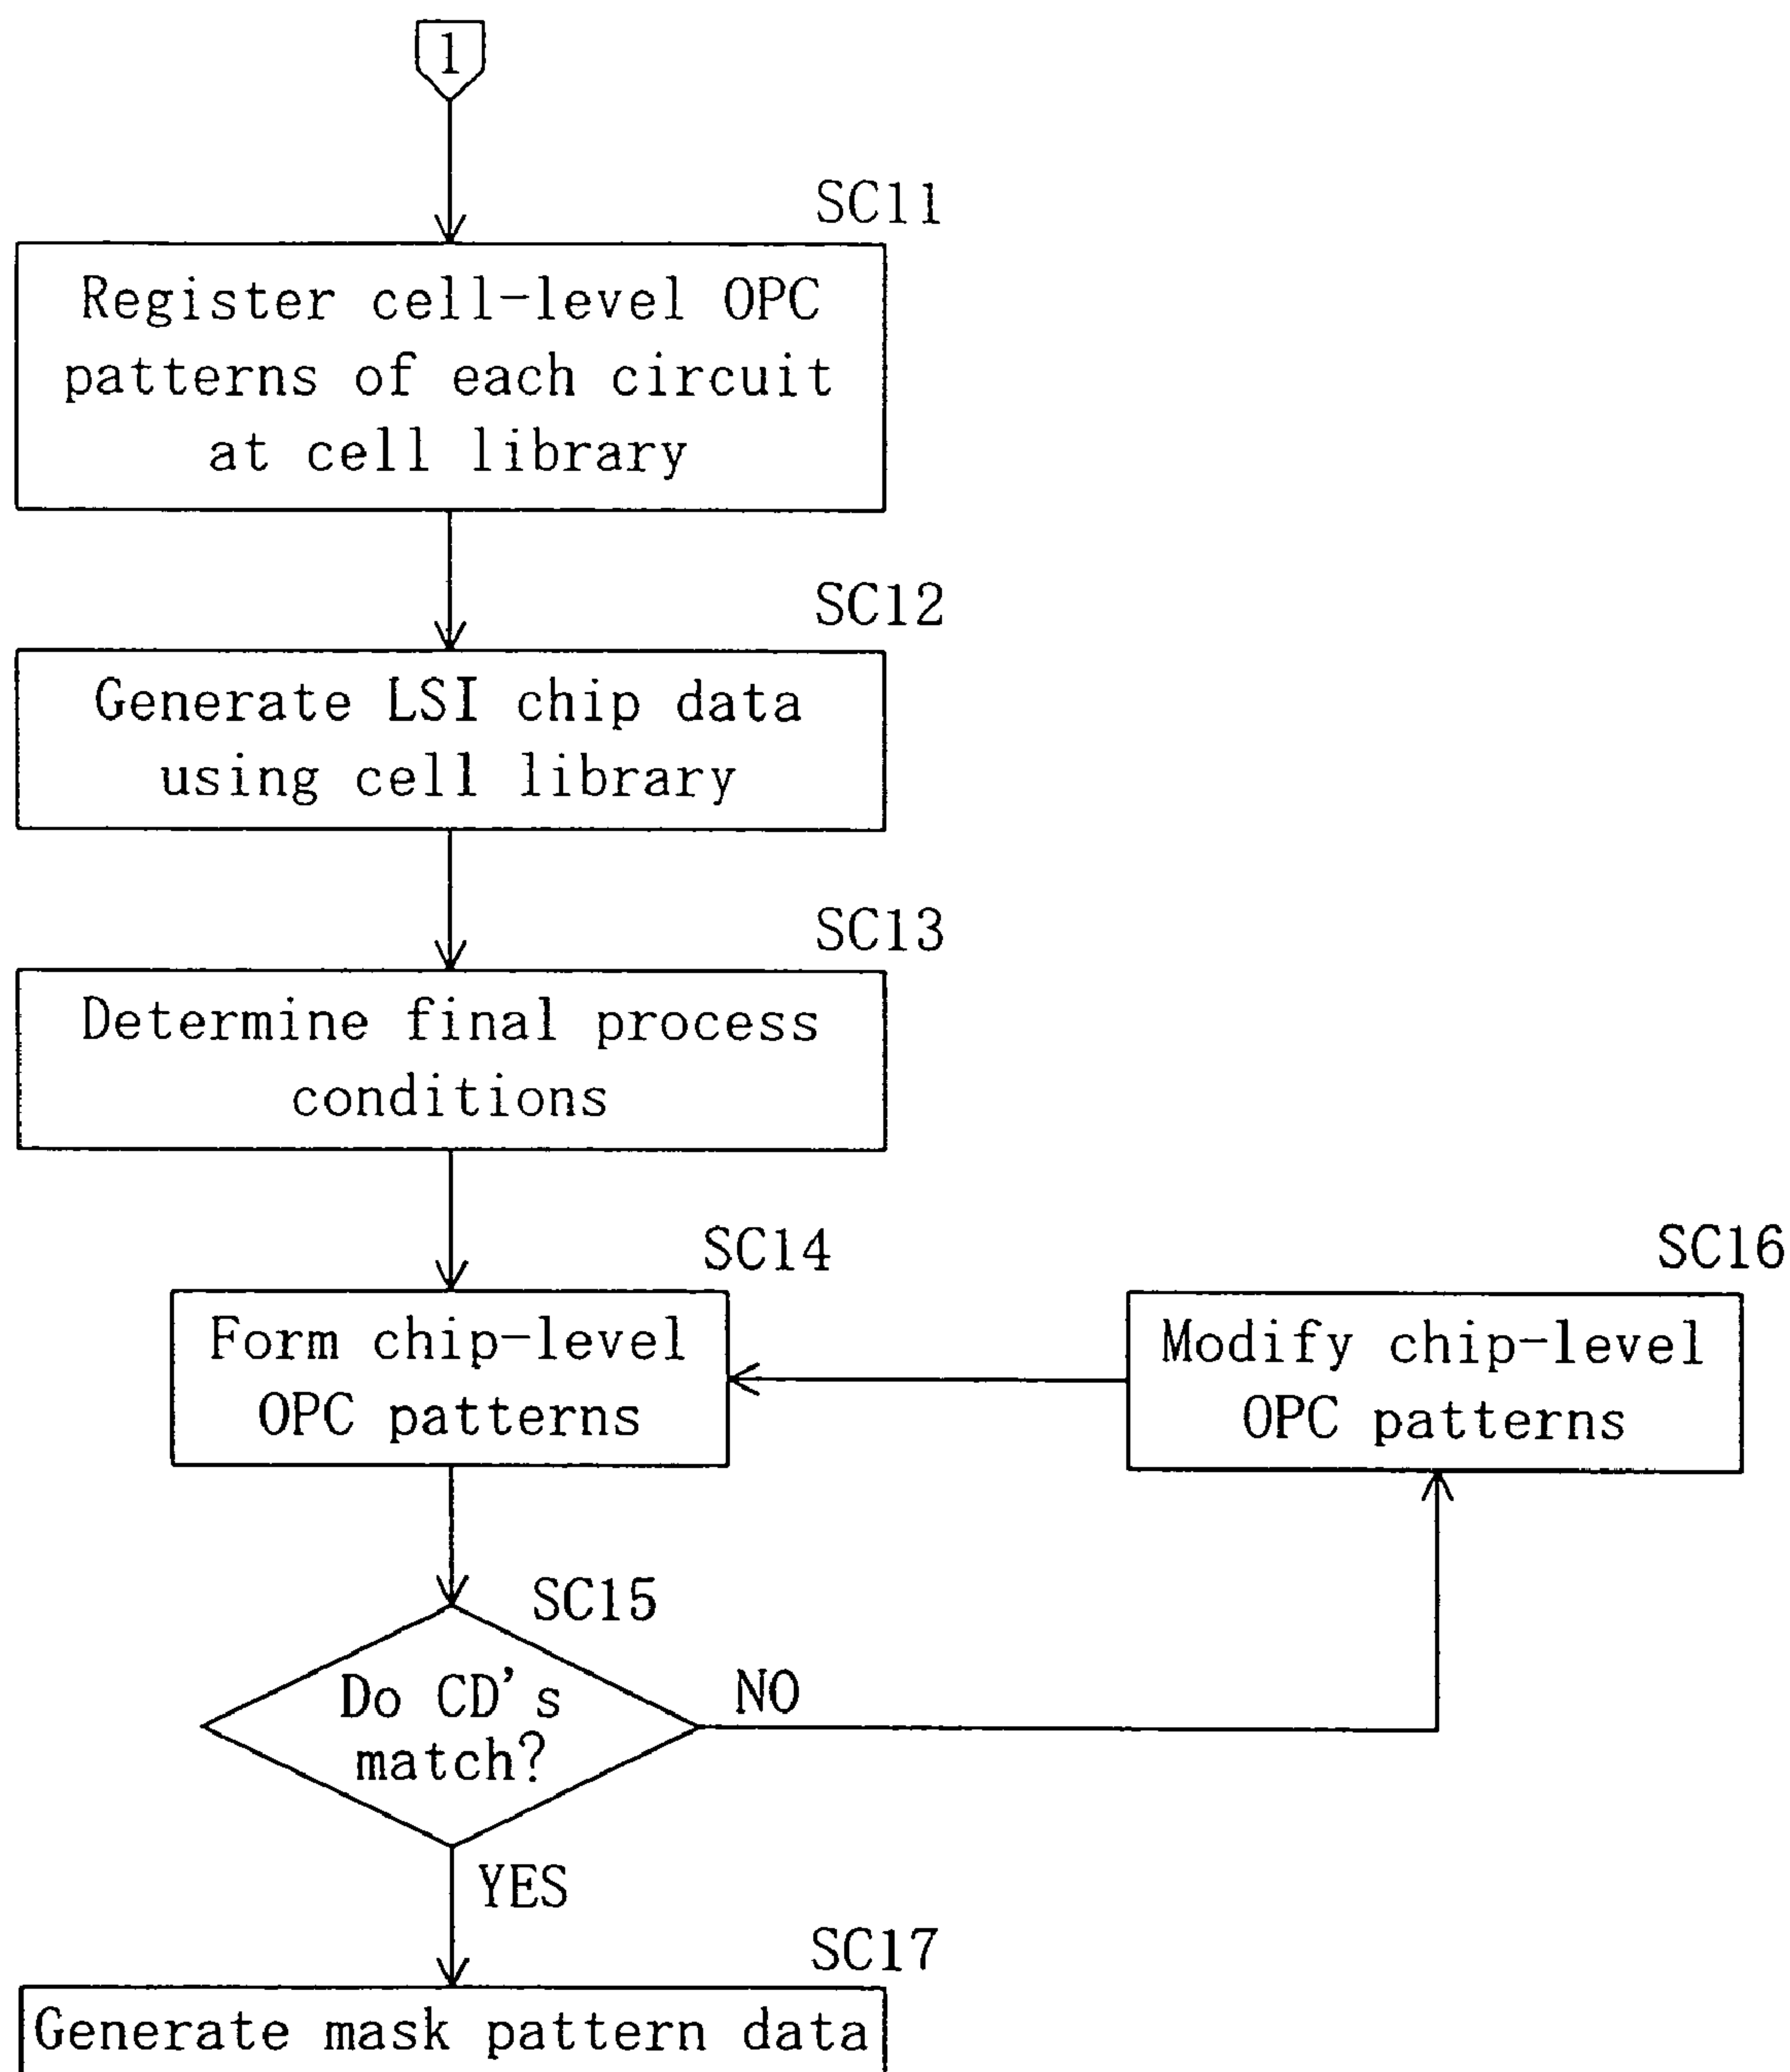 1
SC11
Register cell-level OPC
patterns of each circuit
at cell library
SC12
Generate LSI chip data
using cell library
SC13
Determine final process
conditions
SC14
Form chip-level
OPC patterns
SC16
Modify chip-level
OPC patterns
SC15
Do CD's
match?
NO
YES
SC17
Generate mask pattern data